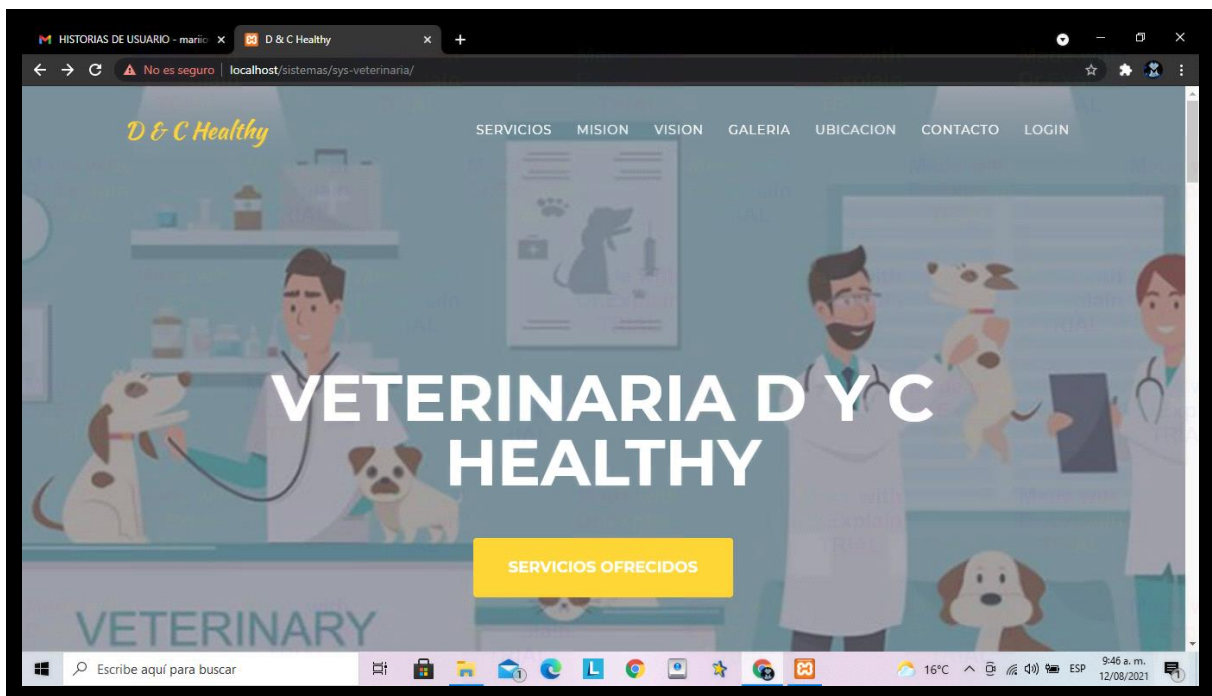 HISTORIAS DE USUARIO - mariio
D & C Healthy
No es seguro | localhost/sistemas/sys-veterinaria/
D & C Healthy
SERVICIOS MISION VISION GALERIA UBICACION CONTACTO LOGIN
VETERINARIA D Y C
HEALTHY
SERVICIOS OFRECIDOS
VETERINARY
Escribe aquí para buscar
16°C
ESP
9:46 a. m.
12/08/2021